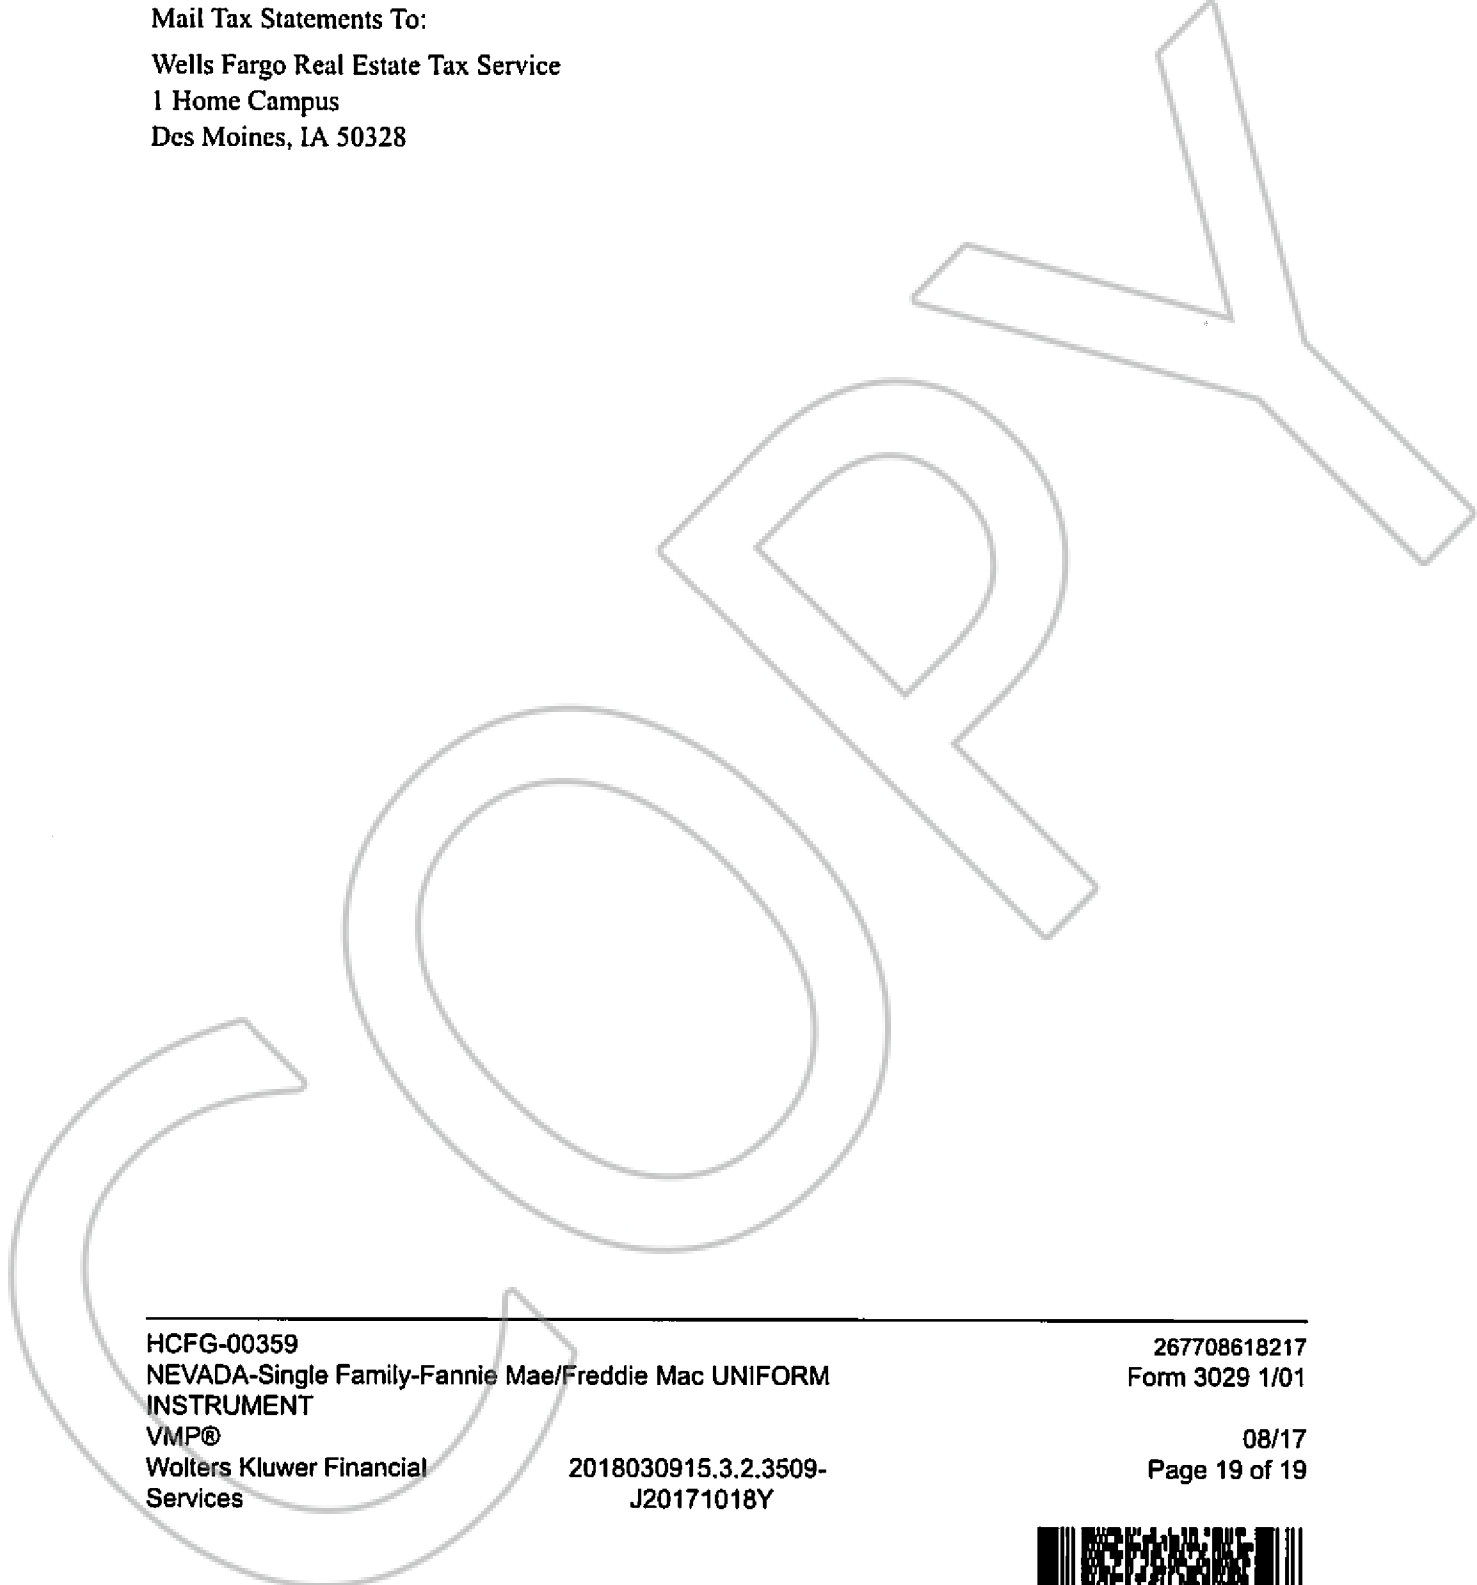 Mail Tax Statements To:
Wells Fargo Real Estate Tax Service
1 Home Campus
Des Moines, IA 50328
COPY
HCFG-00359
267708618217
NEVADA-Single Family-Fannie Mae/Freddie Mac UNIFORM
Form 3029 1/01
INSTRUMENT
VMP®
08/17
Wolters Kluwer Financial
2018030915.3.2.3509-
Page 19 of 19
Services
J20171018Y